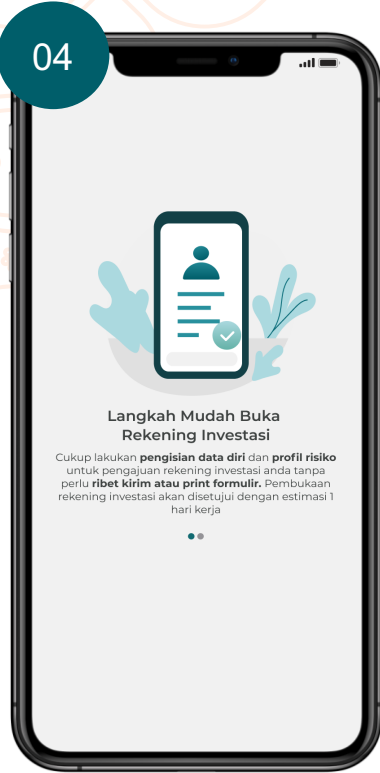 04
Langkah Mudah Buka
Rekening Investasi
Cukup lakukan pengisian data diri dan profil risiko
untuk pengajuan rekening investasi anda tanpa
perlu ribet kirim atau print formulir. Pembukaan
rekening investasi akan disetujui dengan estimasi 1
hari kerja